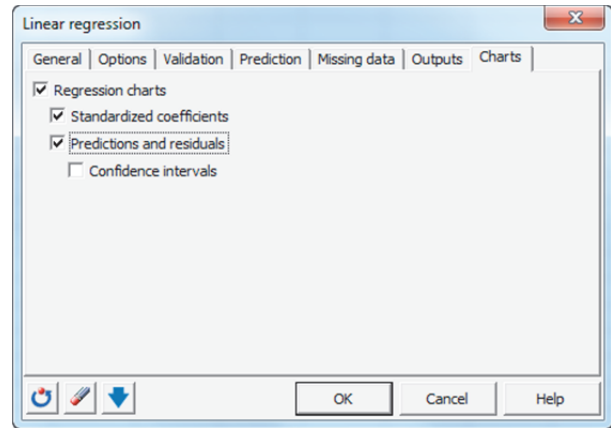 Linear regression
General Options Validation Prediction Missing data Outputs Charts
Regression charts
Standardized coefficients
Predictions and residuals
Confidence intervals
OK Cancel Help